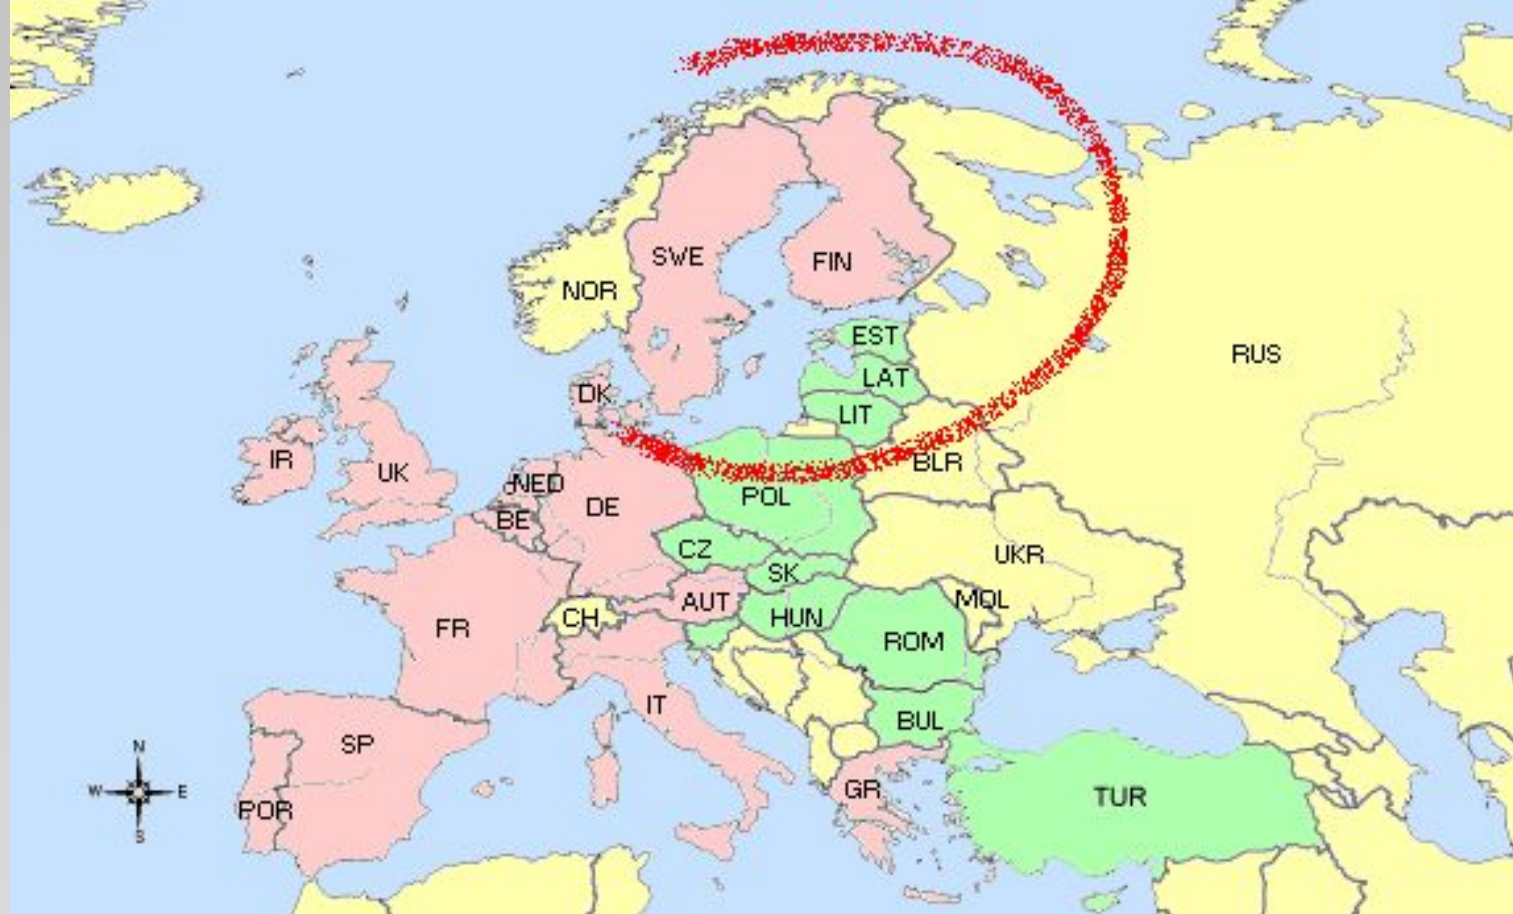 SWE
FIN
NOR
EST
RUS
LAT
DK
LIT
IR
UK
NED
BLR
DE
POL
BE
CZ
UKR
SK
AUT
MOL
CH
HUN
FR
ROM
IT
BUL
SP
N
W E
S
GR
TUR
POR